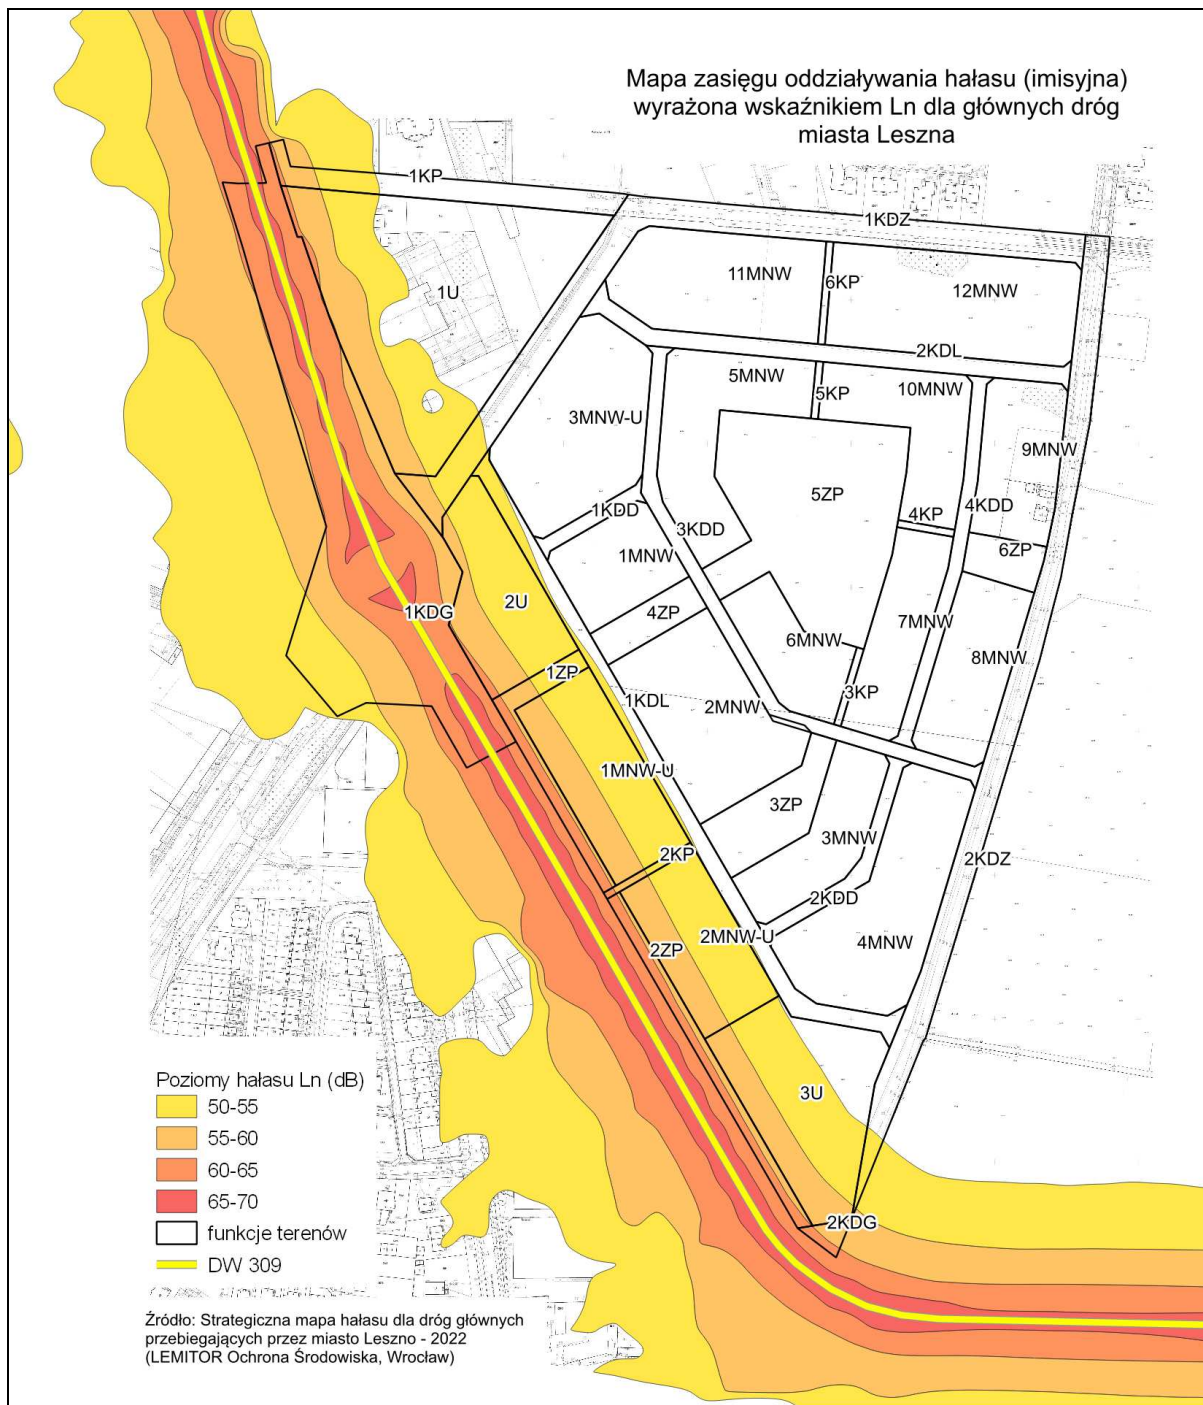 Mapa zasięgu oddziaływania hałasu (imisyjna)
wyrażona wskaźnikiem Ln dla głównych dróg
miasta Leszna
1KP
1KDZ
11MNW
6KP
12MNW
1U
2KDL
5MNW
5KP
10MNW
3MNW-U
9MNW
5ZP
1KDD
4KP
4KDD
3KDD
6ZP
1MNW
2U
1KDG
4ZP
7MNW
6MNW
8MNW
1ZP
3KP
1KDL
2MNW
1MNW-U
3ZP
3MNW
2KP
2KDZ
2KDD
2MNW-U
2ZP
4MNW
3U
2KDG
Poziomy hałasu Ln (dB)
50-55
55-60
60-65
65-70
funkcje terenów
DW 309
Źródło: Strategiczna mapa hałasu dla dróg głównych
przebiegających przez miasto Leszno - 2022
(LEMITOR Ochrona Środowiska, Wrocław)